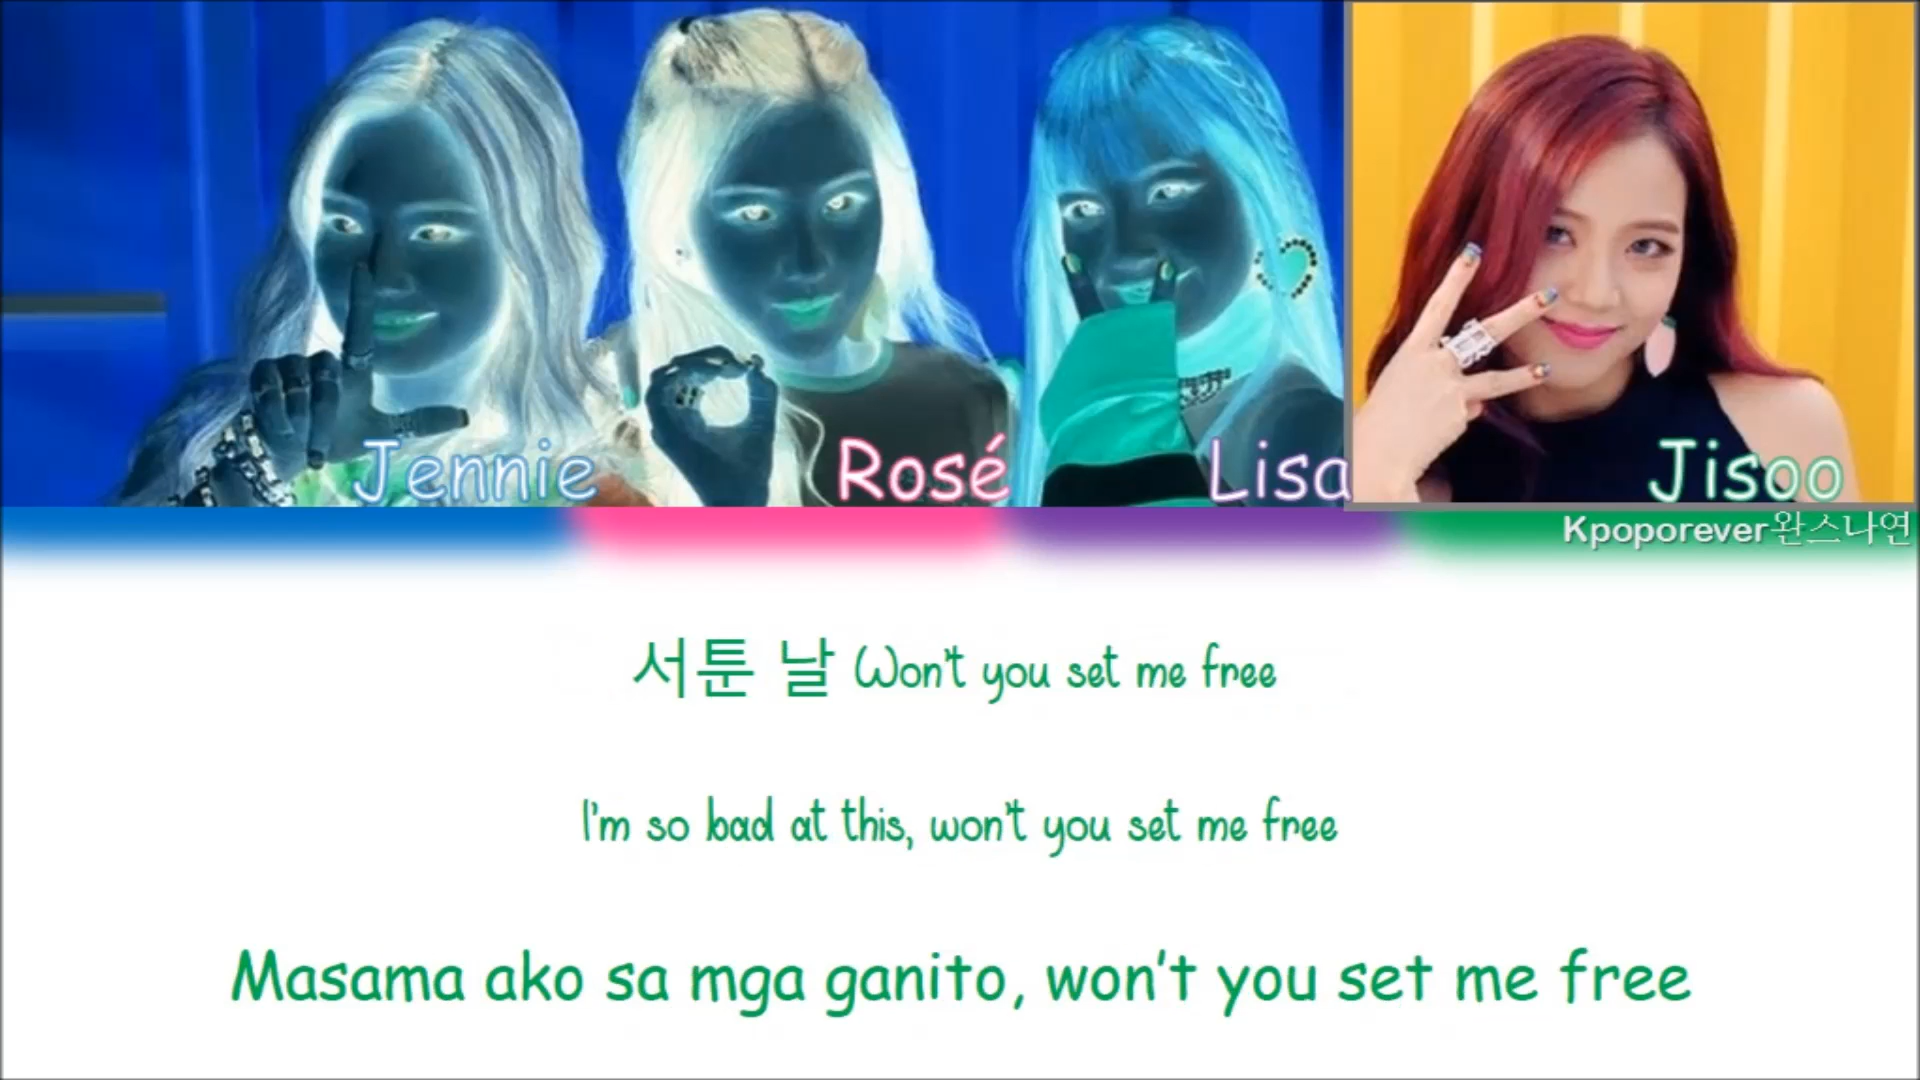 Jennie Rosé Lisa Jisoo
Kpoporever완스나연
서툰 날 Won't you set me free
I'm so bad at this, won't you set me free
Masama ako sa mga ganito, won't you set me free